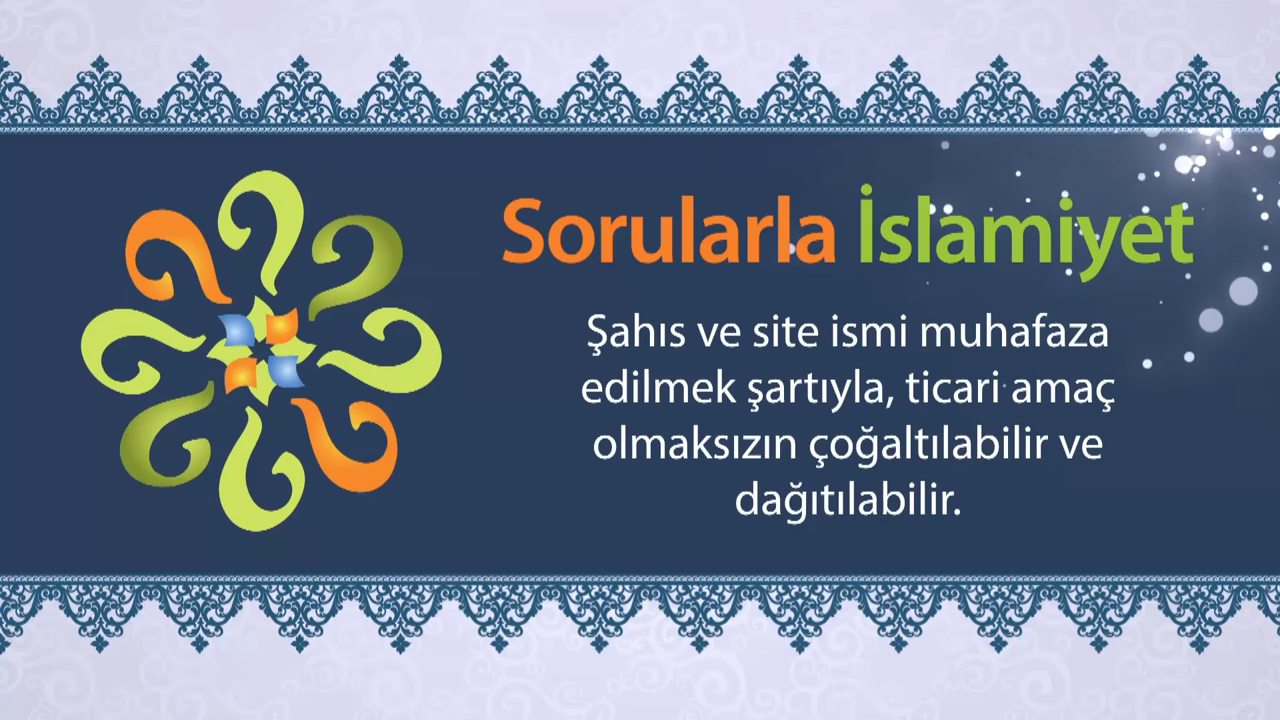 Sorularla İslamiyet
Şahıs ve site ismi muhafaza
edilmek şartıyla, ticari amaç
olmaksızın çoğaltılabilir ve
dağıtılabilir.